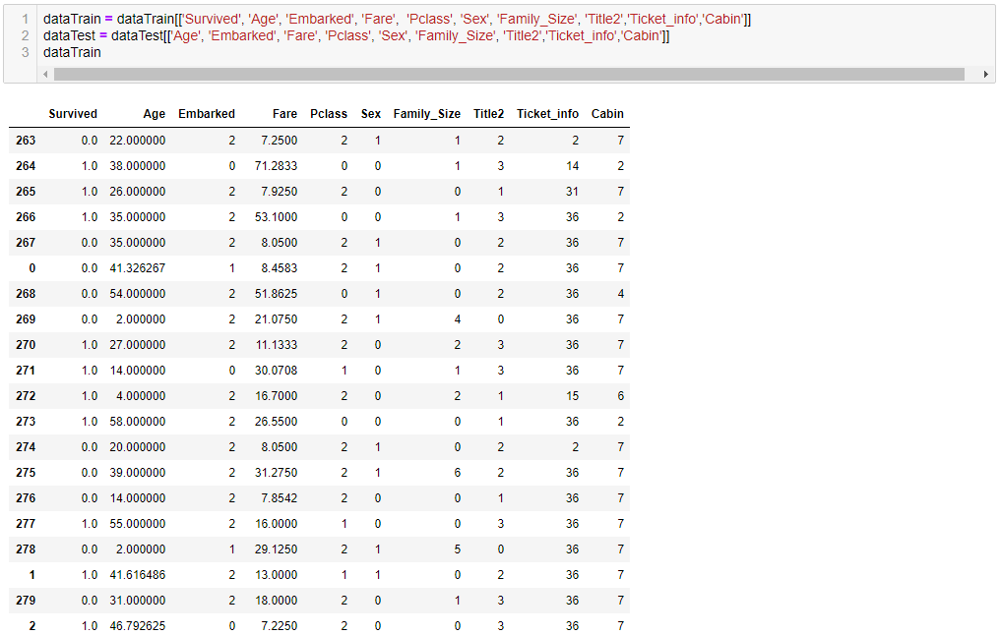 1 dataTrain = dataTrain[['Survived', 'Age', 'Embarked', 'Fare',  'Pclass', 'Sex', 'Family_Size', 'Title2','Ticket_info','Cabin']]
2 dataTest = dataTest[['Age', 'Embarked', 'Fare', 'Pclass', 'Sex', 'Family_Size', 'Title2','Ticket_info','Cabin']]
3 dataTrain
Survived Age Embarked Fare Pclass Sex Family_Size Title2 Ticket_info Cabin
263 0.0 22.000000 2 7.2500 2 1 1 2 2 7
264 1.0 38.000000 0 71.2833 0 0 1 3 14 2
265 1.0 26.000000 2 7.9250 2 0 0 1 31 7
266 1.0 35.000000 2 53.1000 0 0 1 3 36 2
267 0.0 35.000000 2 8.0500 2 1 0 2 36 7
0 0.0 41.326267 1 8.4583 2 1 0 2 36 7
268 0.0 54.000000 2 51.8625 0 1 0 2 36 4
269 0.0 2.000000 2 21.0750 2 1 4 0 36 7
270 1.0 27.000000 2 11.1333 2 0 2 3 36 7
271 1.0 14.000000 0 30.0708 1 0 1 3 36 7
272 1.0 4.000000 2 16.7000 2 0 2 1 15 6
273 1.0 58.000000 2 26.5500 0 0 0 1 36 2
274 0.0 20.000000 2 8.0500 2 1 0 2 2 7
275 0.0 39.000000 2 31.2750 2 1 6 2 36 7
276 0.0 14.000000 2 7.8542 2 0 0 1 36 7
277 1.0 55.000000 2 16.0000 1 0 0 3 36 7
278 0.0 2.000000 1 29.1250 2 1 5 0 36 7
1 1.0 41.616486 2 13.0000 1 1 0 2 36 7
279 0.0 31.000000 2 18.0000 2 0 1 3 36 7
2 1.0 46.792625 0 7.2250 2 0 0 3 36 7